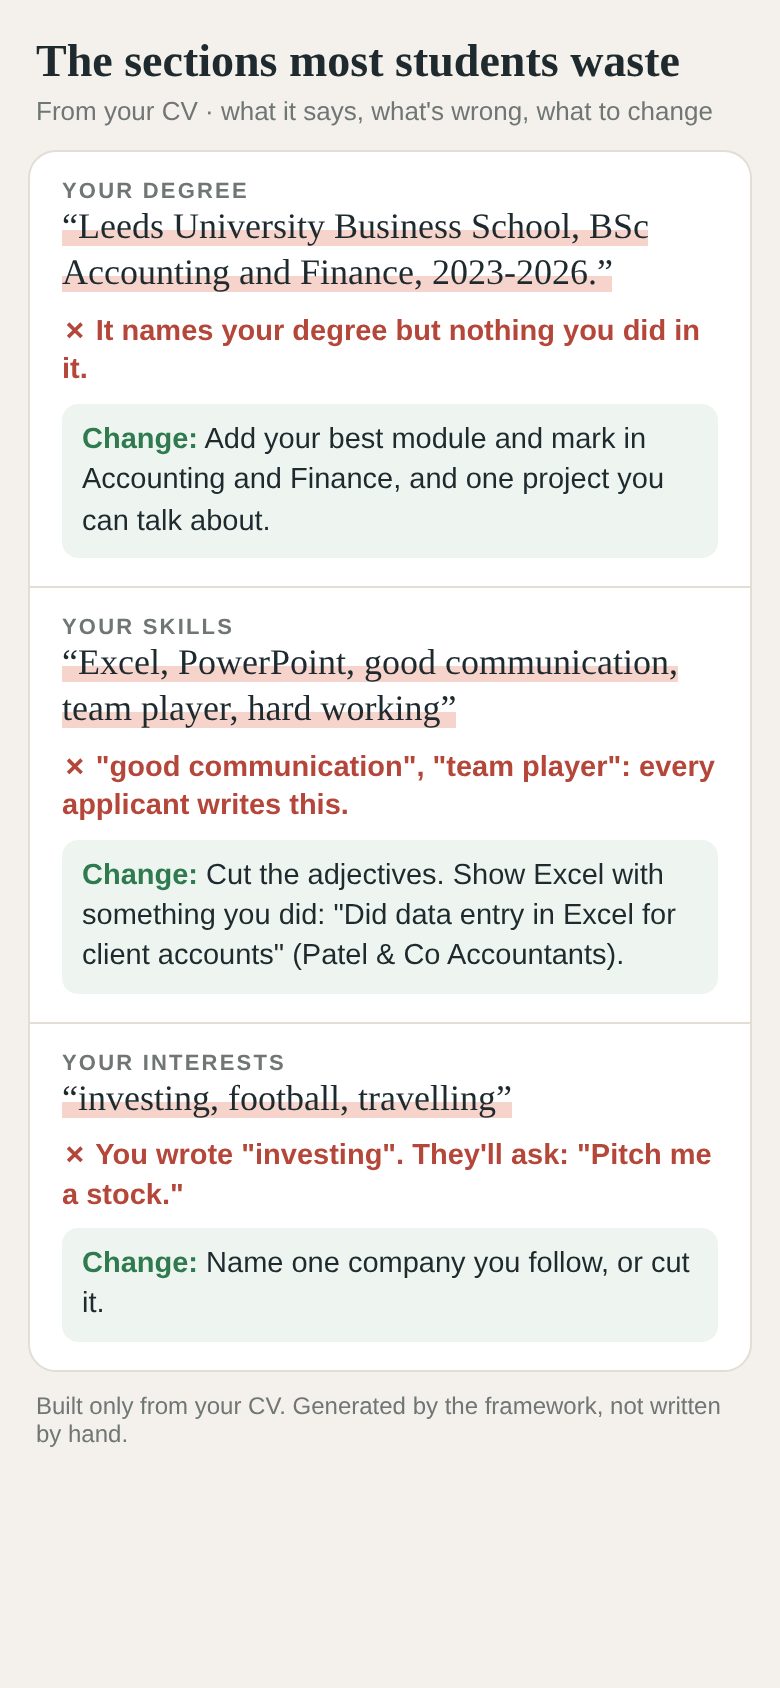 The sections most students waste
From your CV · what it says, what's wrong, what to change
YOUR DEGREE
“Leeds University Business School, BSc
Accounting and Finance, 2023-2026.”
✕ It names your degree but nothing you did in
it.
Change: Add your best module and mark in
Accounting and Finance, and one project you
can talk about.
YOUR SKILLS
“Excel, PowerPoint, good communication,
team player, hard working”
✕ "good communication", "team player": every
applicant writes this.
Change: Cut the adjectives. Show Excel with
something you did: "Did data entry in Excel for
client accounts" (Patel & Co Accountants).
YOUR INTERESTS
“investing, football, travelling”
✕ You wrote "investing". They'll ask: "Pitch me
a stock."
Change: Name one company you follow, or cut
it.
Built only from your CV. Generated by the framework, not written
by hand.